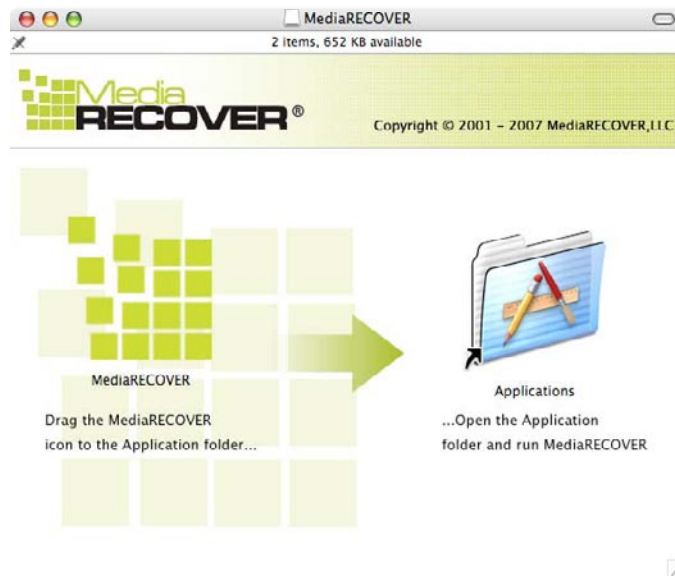 MediaRECOVER
2 items, 652 KB available
Media
RECOVER®
Copyright © 2001 – 2007 MediaRECOVER,LLC
MediaRECOVER
Applications
Drag the MediaRECOVER
icon to the Application folder...
...Open the Application
folder and run MediaRECOVER